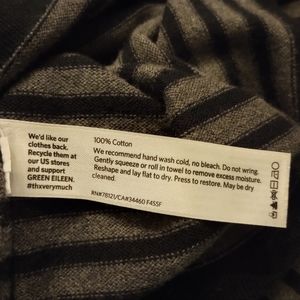 We'd like our
clothes back.
Recycle them at
our US stores
and support
GREEN EILEEN.
#thxverymuch
100% Cotton
We recommend hand wash cold, no bleach. Do not wring.
Gently squeeze or roll in towel to remove excess moisture.
Reshape and lay flat to dry. Press to restore. May be dry
cleaned.
RN#78121/CA#34460 F45SF